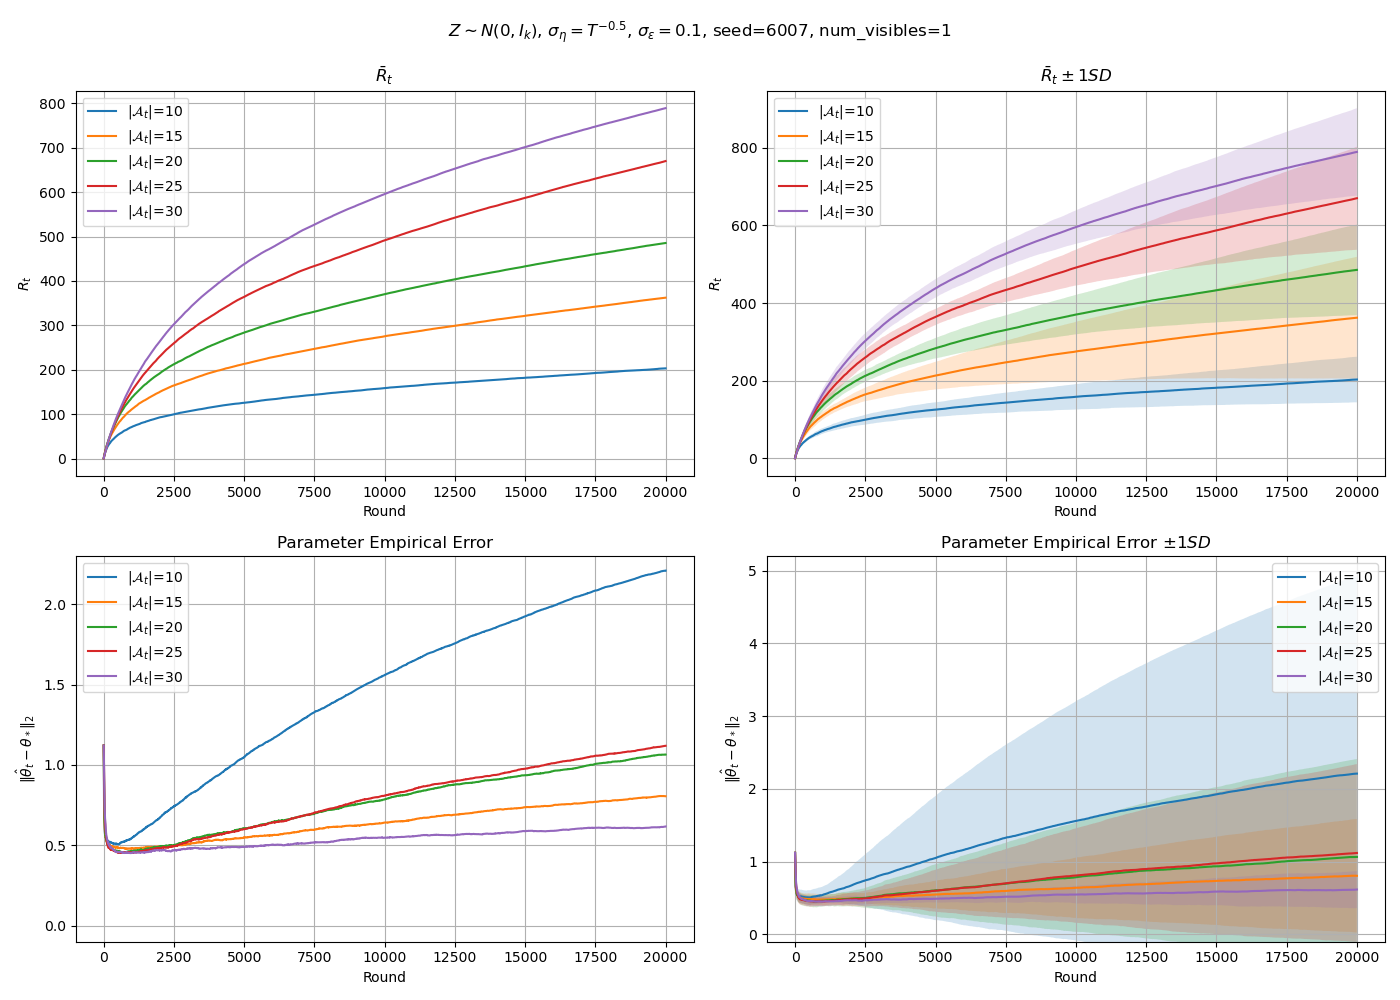 Z ∼ N(0, I_k), σ_η = T^{−0.5}, σ_ε = 0.1, seed=6007, num_visibles=1
R̄_t
R_t
800
700
600
500
400
300
200
100
0
|𝒜_t|=10
|𝒜_t|=15
|𝒜_t|=20
|𝒜_t|=25
|𝒜_t|=30
0 2500 5000 7500 10000 12500 15000 17500 20000
Round
R̄_t ± 1SD
R_t
800
600
400
200
0
|𝒜_t|=10
|𝒜_t|=15
|𝒜_t|=20
|𝒜_t|=25
|𝒜_t|=30
0 2500 5000 7500 10000 12500 15000 17500 20000
Round
Parameter Empirical Error
‖θ̂_t − θ_*‖_2
2.0
1.5
1.0
0.5
0.0
|𝒜_t|=10
|𝒜_t|=15
|𝒜_t|=20
|𝒜_t|=25
|𝒜_t|=30
0 2500 5000 7500 10000 12500 15000 17500 20000
Round
Parameter Empirical Error ±1SD
‖θ̂_t − θ_*‖_2
5
4
3
2
1
0
|𝒜_t|=10
|𝒜_t|=15
|𝒜_t|=20
|𝒜_t|=25
|𝒜_t|=30
0 2500 5000 7500 10000 12500 15000 17500 20000
Round